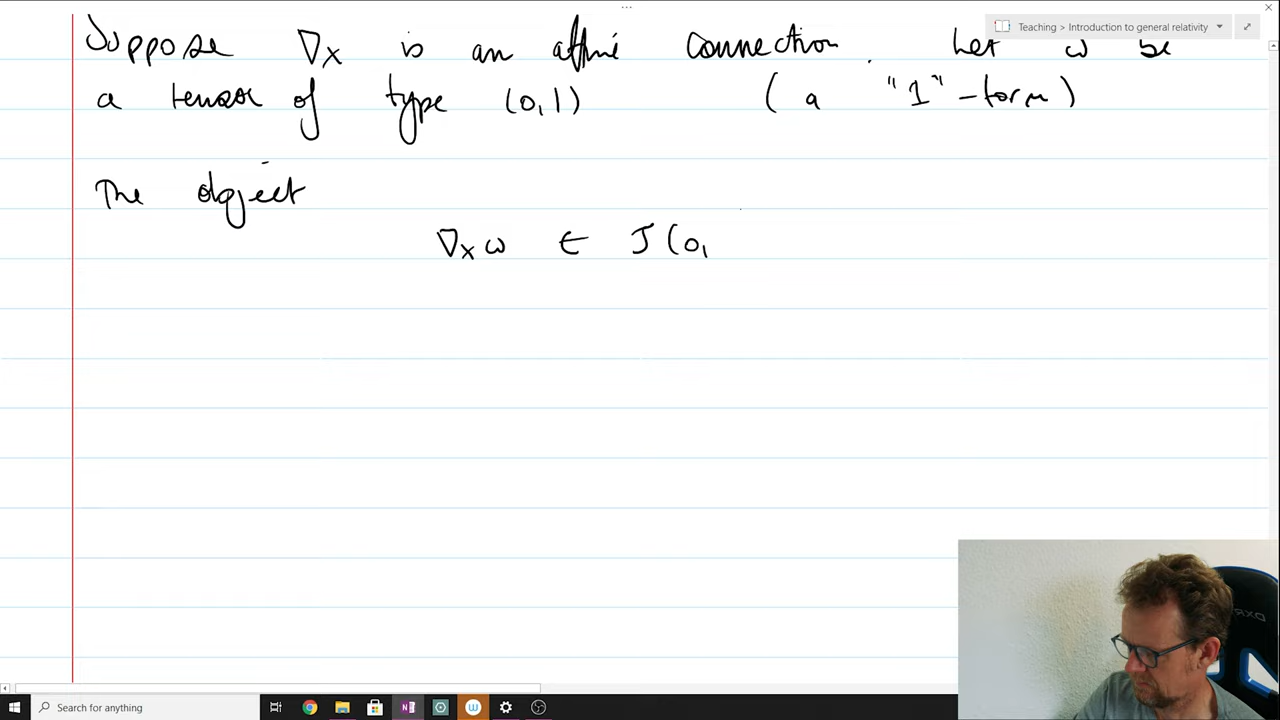 Teaching > Introduction to general relativity
Suppose ∇X is an affine connection. Let ω be
a tensor of type (0,1) (a "1"-form)
The object
∇X ω ∈ J(0,
Search for anything